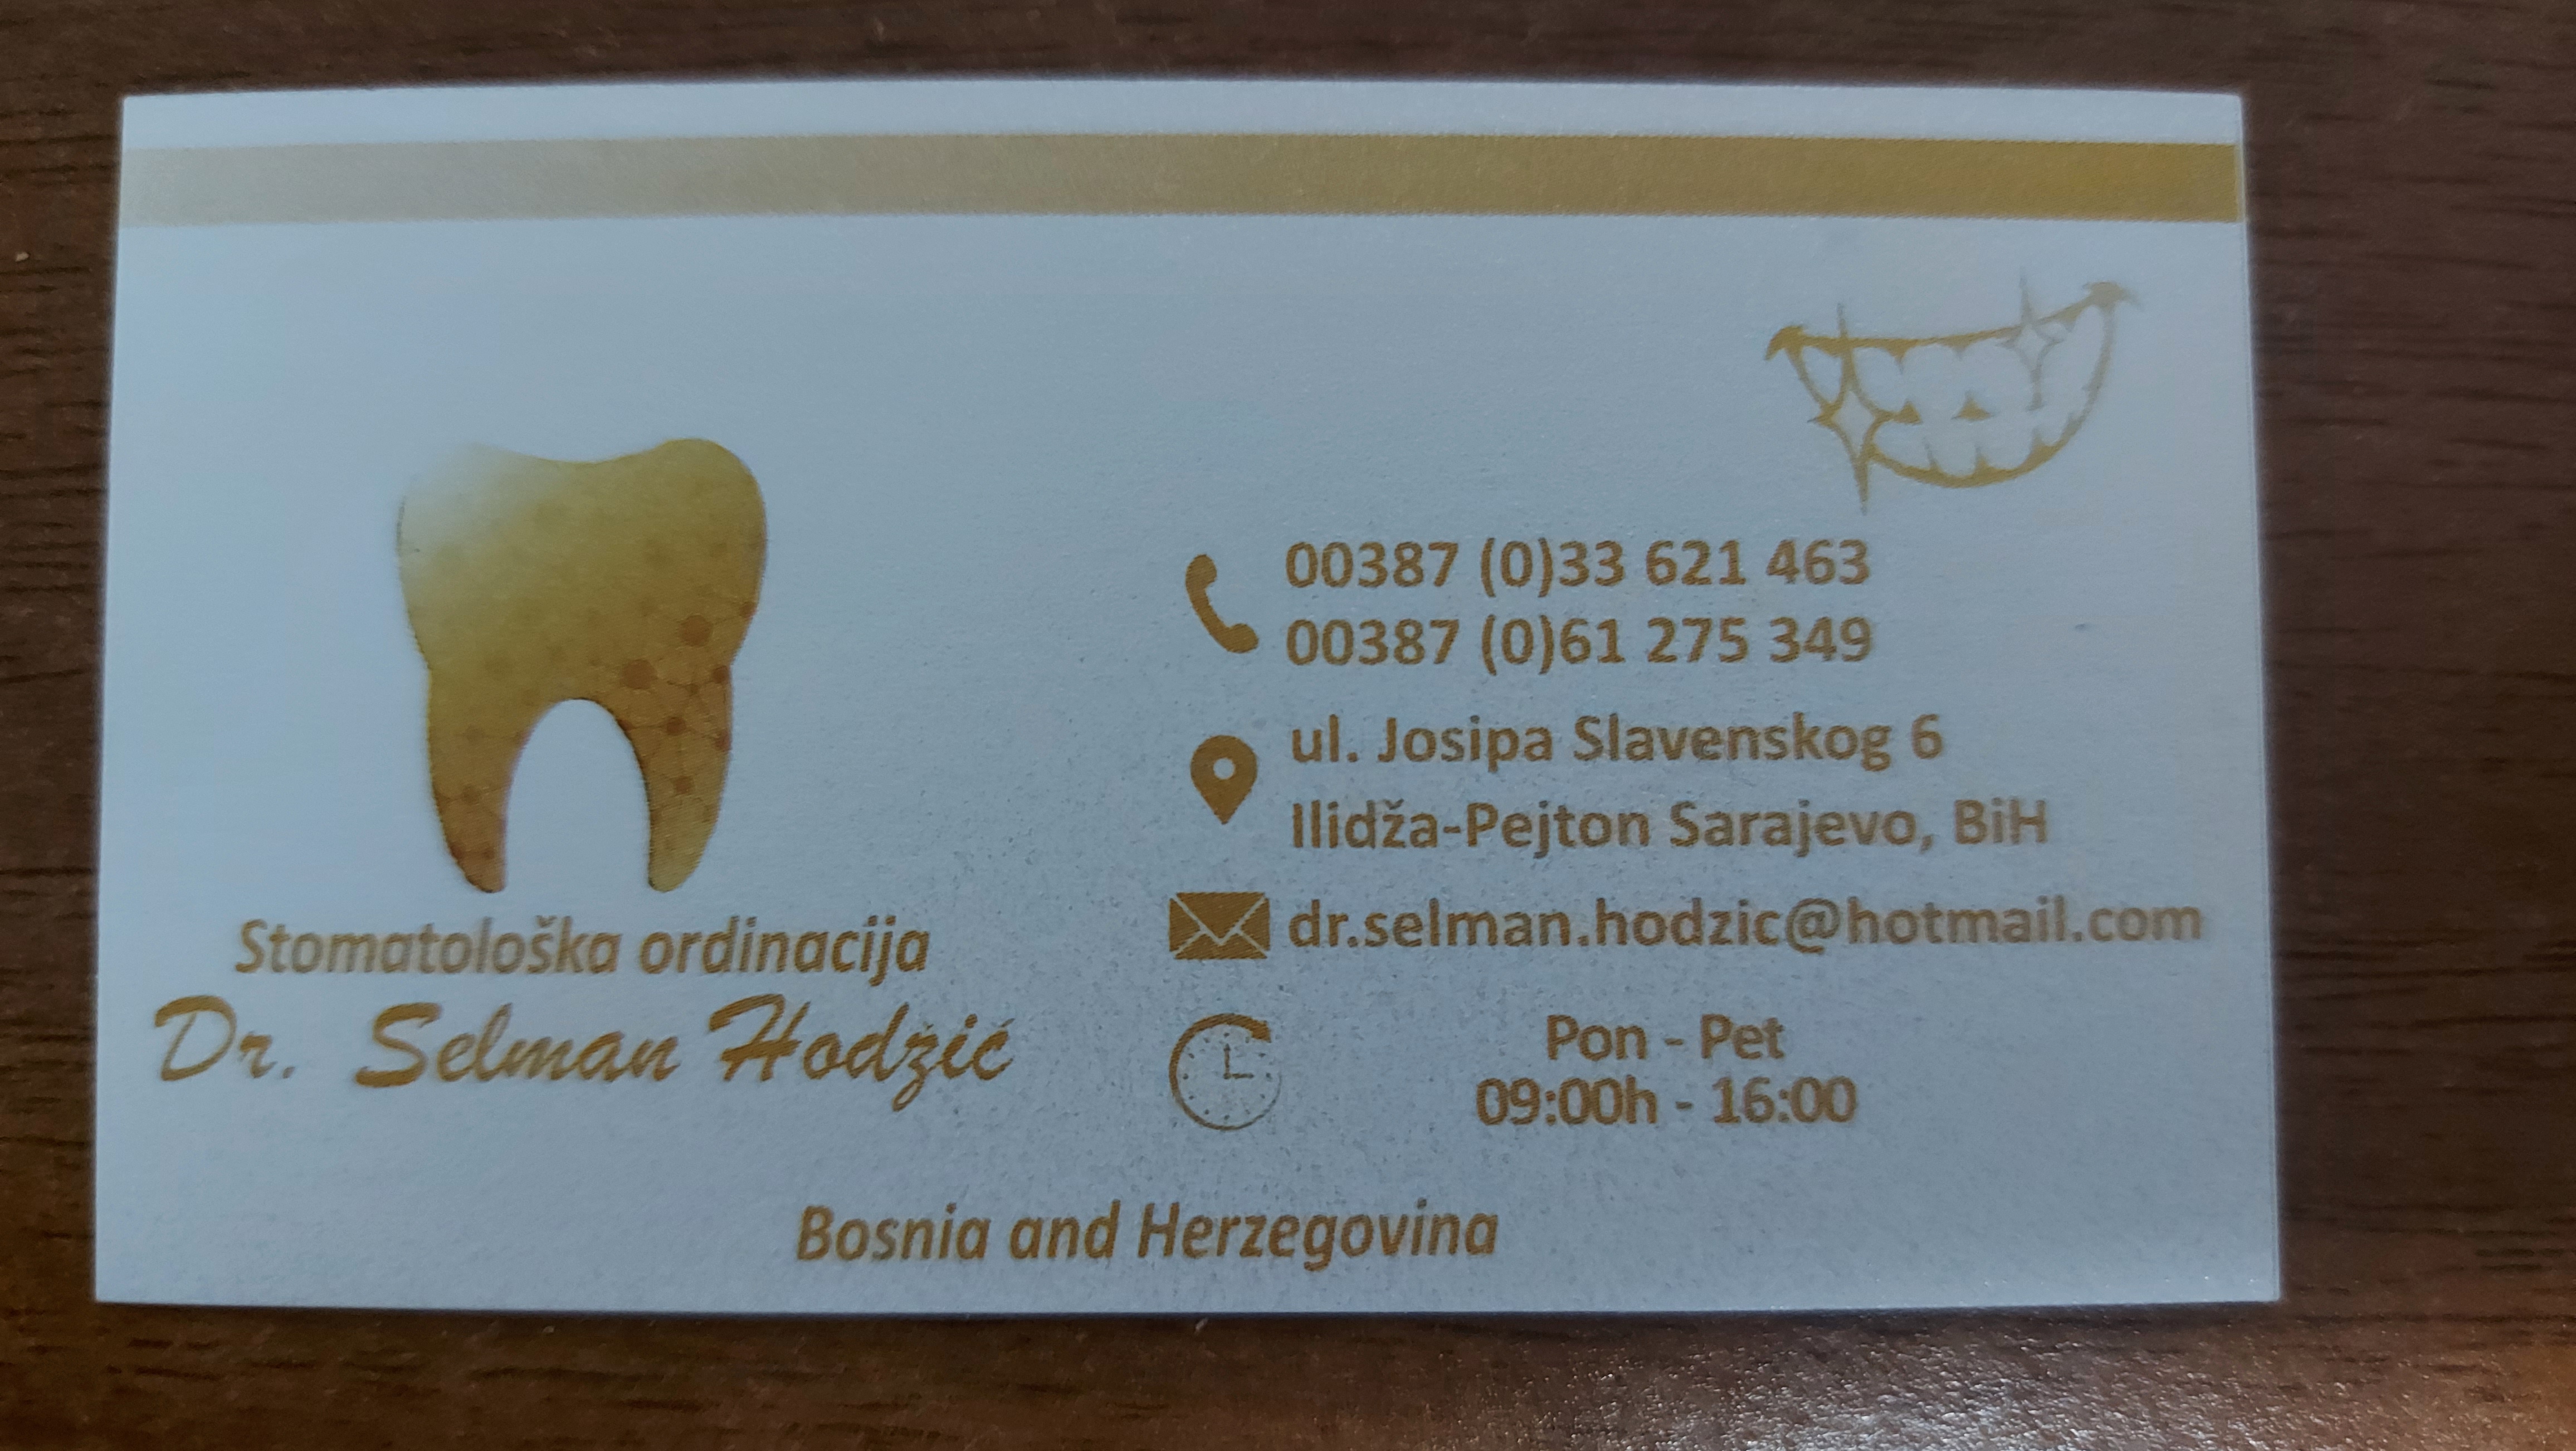 Stomatološka ordinacija
Dr. Selman Hodžić
00387 (0)33 621 463
00387 (0)61 275 349
ul. Josipa Slavenskog 6
Ilidža-Pejton Sarajevo, BiH
dr.selman.hodzic@hotmail.com
Pon - Pet
09:00h - 16:00
Bosnia and Herzegovina